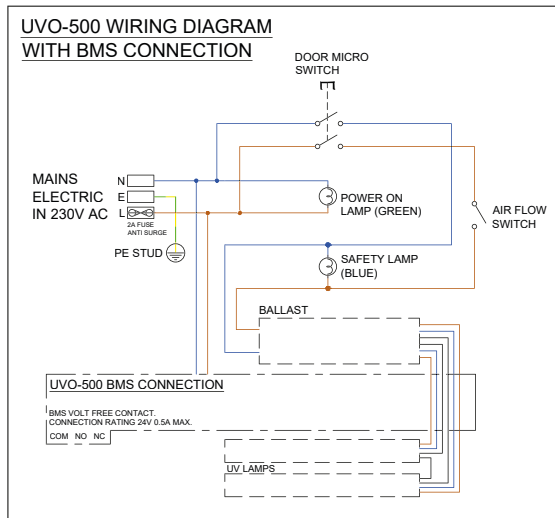 UVO-500 WIRING DIAGRAM
WITH BMS CONNECTION
DOOR MICRO
SWITCH
MAINS
ELECTRIC
IN 230V AC
N
E
L
2A FUSE
ANTI SURGE
PE STUD
POWER ON
LAMP (GREEN)
AIR FLOW
SWITCH
SAFETY LAMP
(BLUE)
BALLAST
UVO-500 BMS CONNECTION
BMS VOLT FREE CONTACT.
CONNECTION RATING 24V 0.5A MAX.
COM NO NC
UV LAMPS